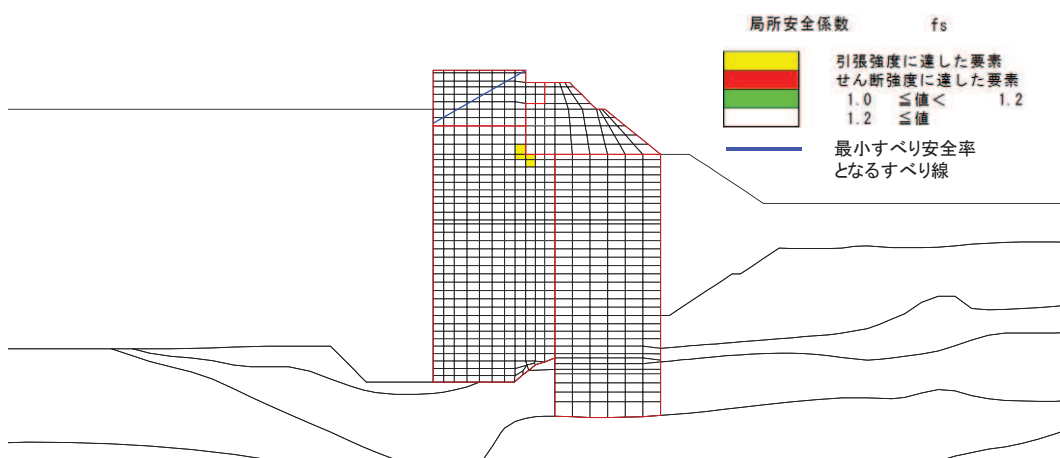 局所安全係数 fs
引張強度に達した要素
せん断強度に達した要素
1.0 ≦値< 1.2
1.2 ≦値
最小すべり安全率
となるすべり線